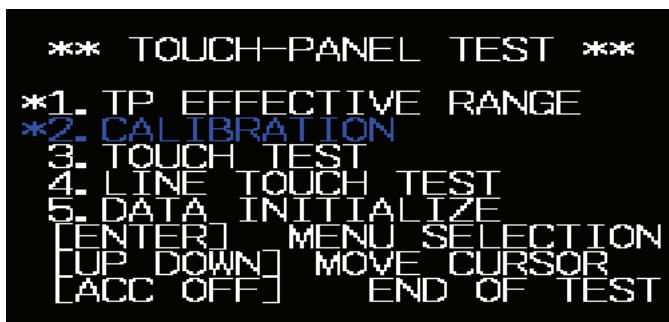 ** TOUCH-PANEL TEST **
*1. TP EFFECTIVE RANGE
*2. CALIBRATION
3. TOUCH TEST
4. LINE TOUCH TEST
5. DATA INITIALIZE
[ENTER] MENU SELECTION
[UP DOWN] MOVE CURSOR
[ACC OFF] END OF TEST